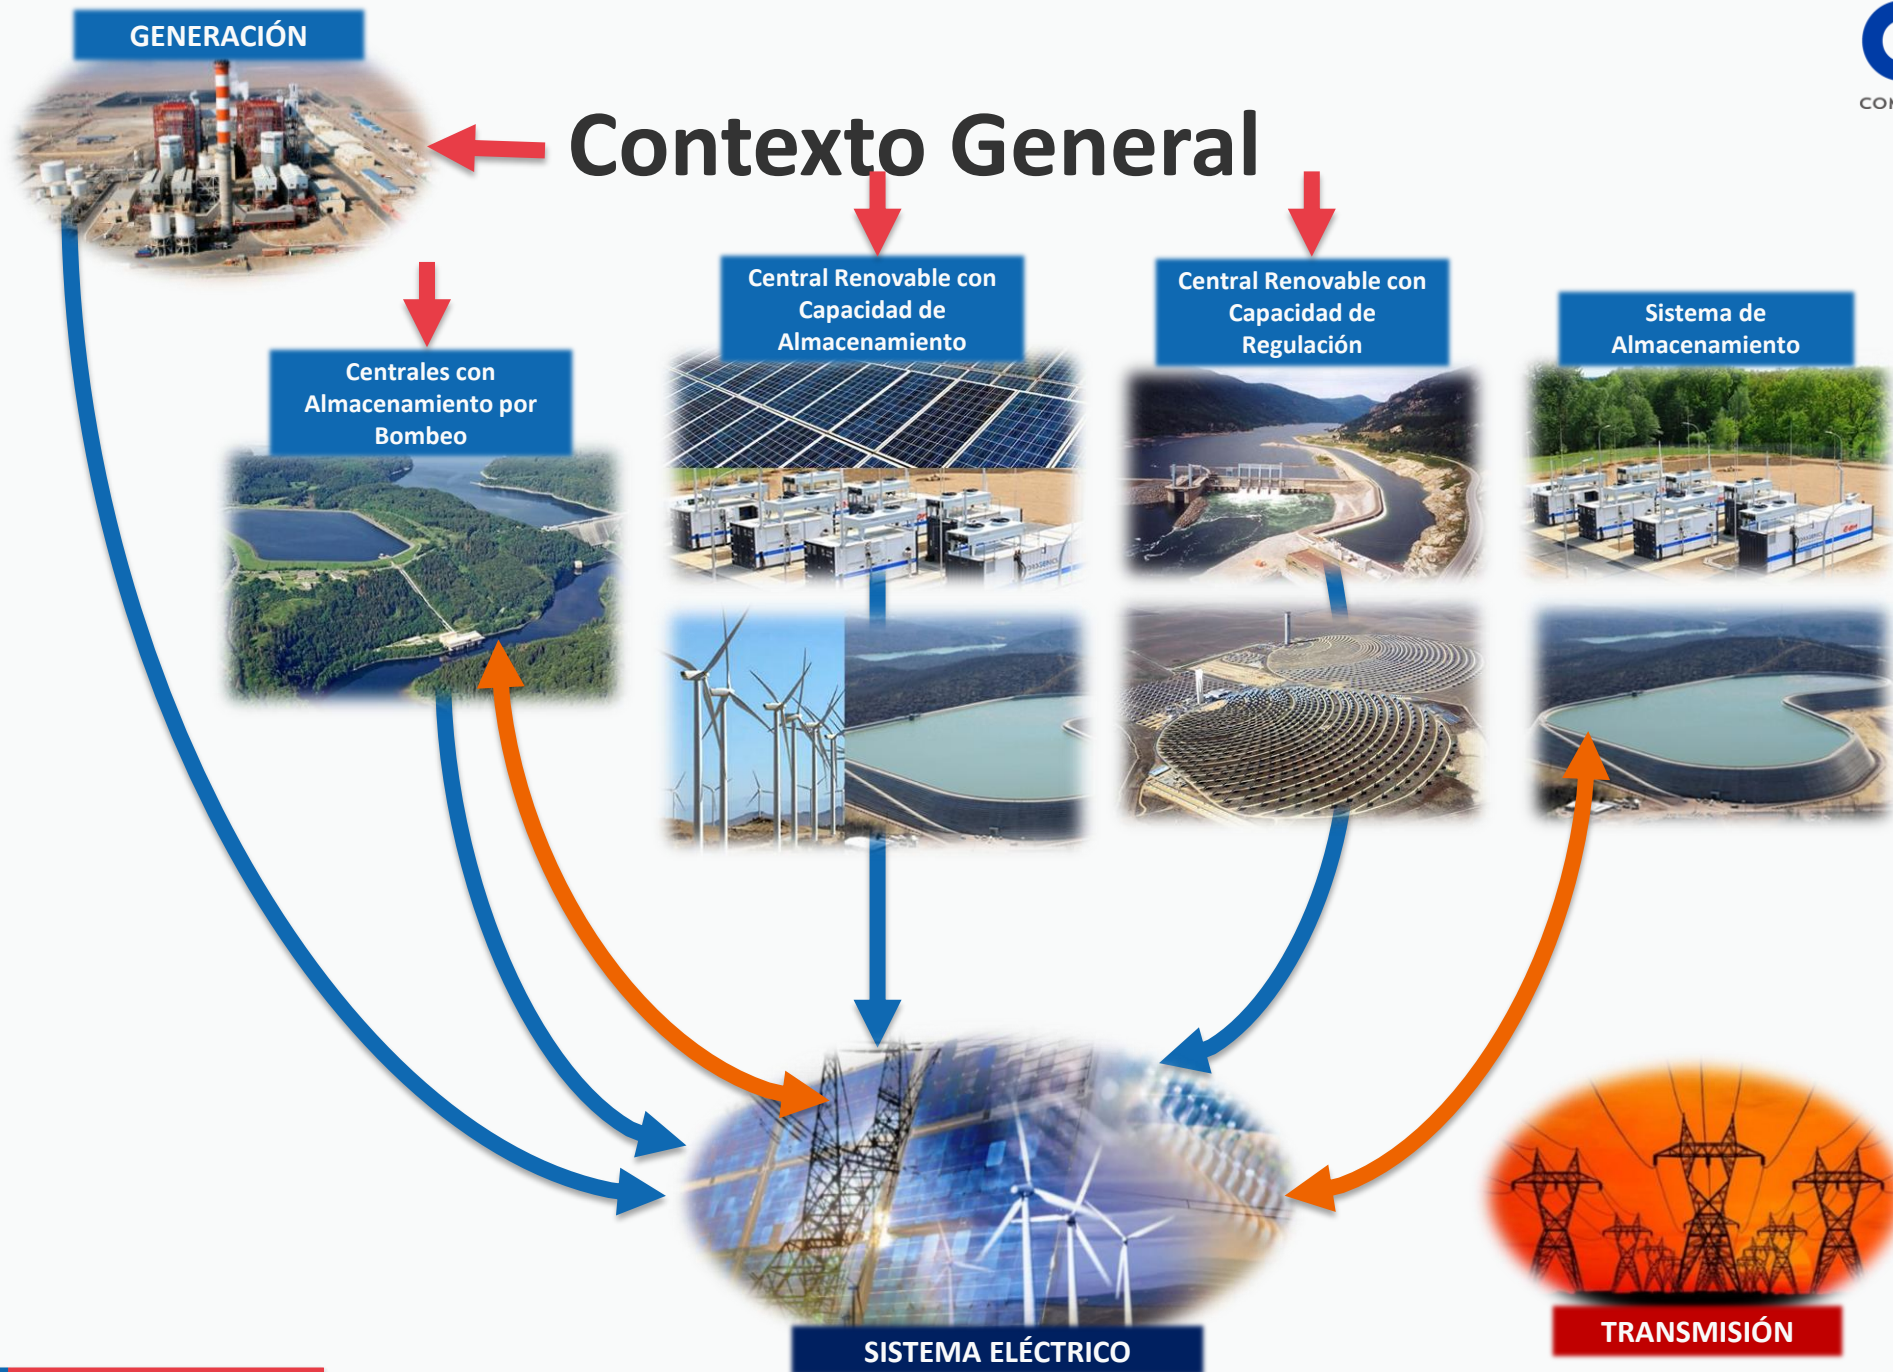 GENERACIÓN
Contexto General
Central Renovable con
Capacidad de
Almacenamiento
Central Renovable con
Capacidad de
Regulación
Sistema de
Almacenamiento
Centrales con
Almacenamiento por
Bombeo
SISTEMA ELÉCTRICO
TRANSMISIÓN